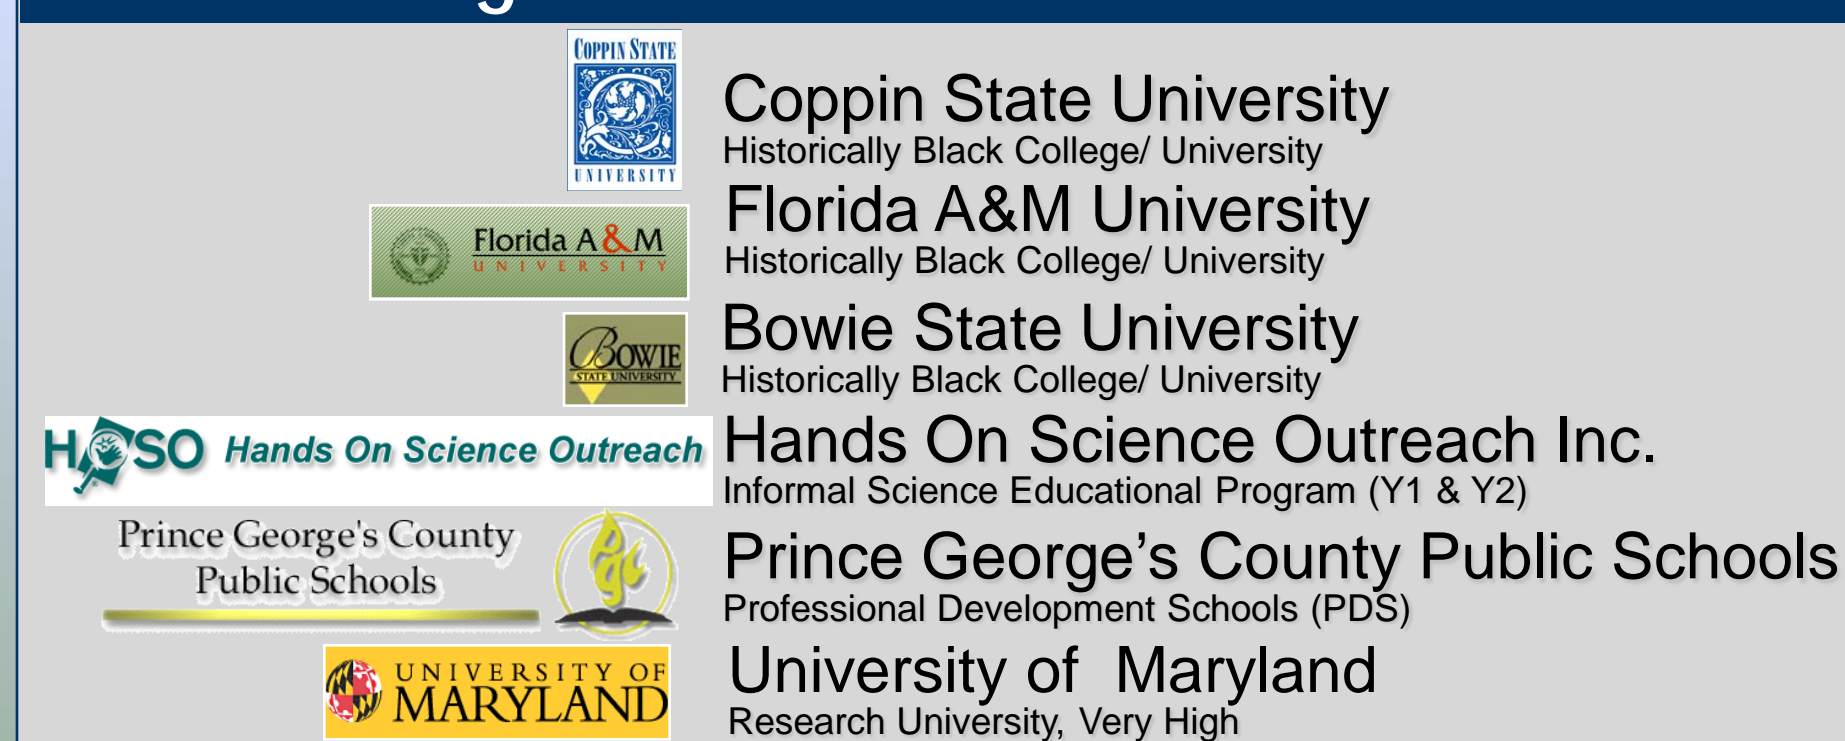 COPPIN STATE
UNIVERSITY
Coppin State University
Historically Black College/ University
Florida A&M
UNIVERSITY
Florida A&M University
Historically Black College/ University
BOWIE
STATE UNIVERSITY
Bowie State University
Historically Black College/ University
HOSO Hands On Science Outreach
Hands On Science Outreach Inc.
Informal Science Educational Program (Y1 & Y2)
Prince George's County
Public Schools
pgc
Prince George’s County Public Schools
Professional Development Schools (PDS)
UNIVERSITY OF
MARYLAND
University of  Maryland
Research University, Very High